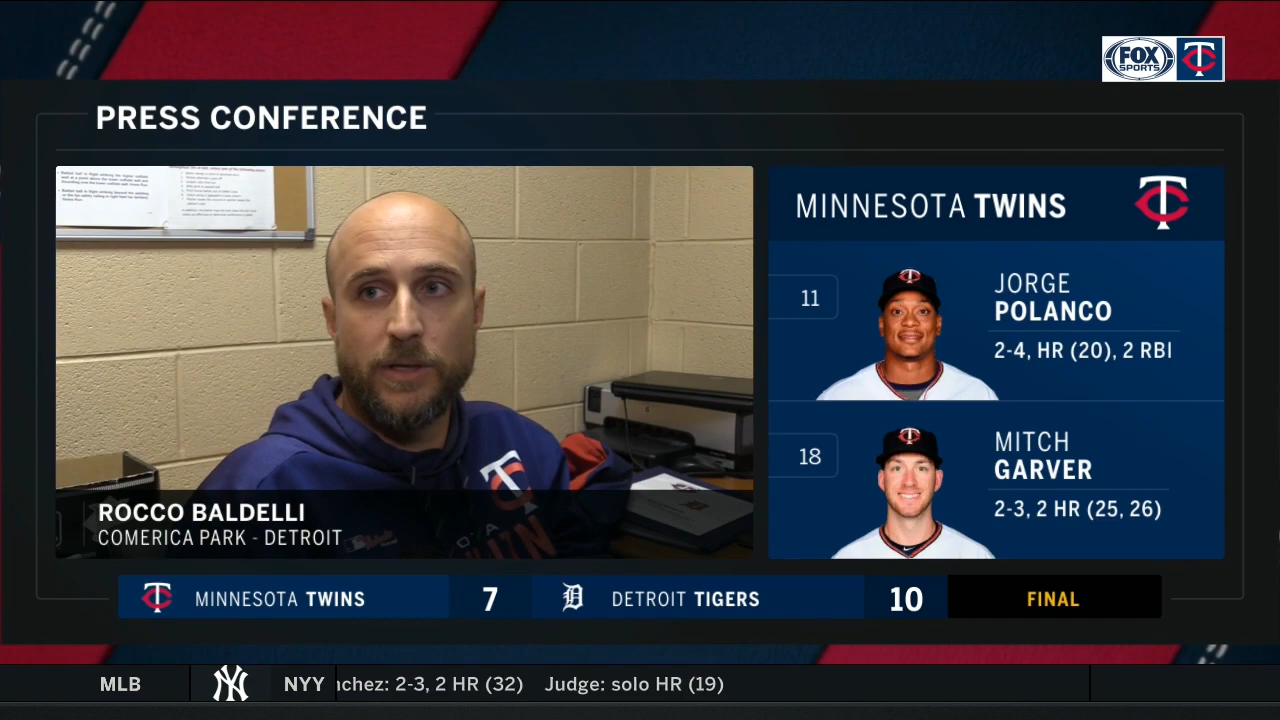 FOX
SPORTS
PRESS CONFERENCE
MINNESOTA TWINS
11
JORGE
POLANCO
2-4, HR (20), 2 RBI
18
MITCH
GARVER
2-3, 2 HR (25, 26)
ROCCO BALDELLI
COMERICA PARK - DETROIT
MINNESOTA TWINS 7 DETROIT TIGERS 10 FINAL
MLB NYY nchez: 2-3, 2 HR (32) Judge: solo HR (19)